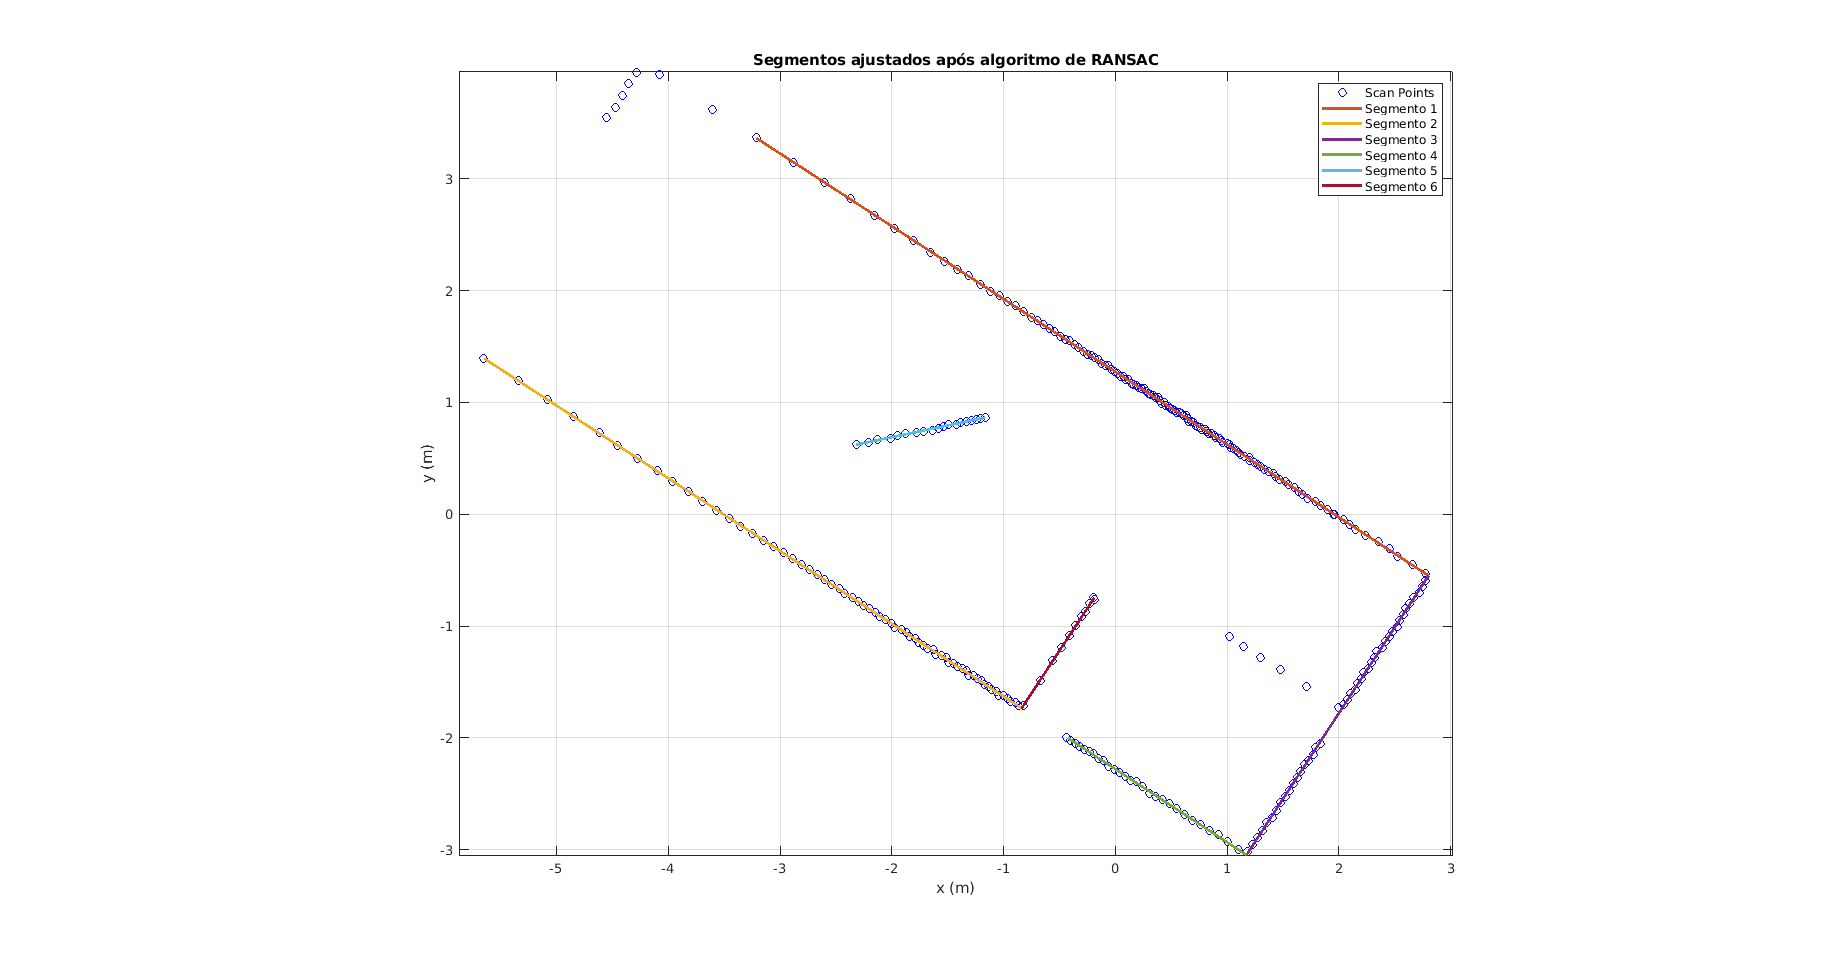 Segmentos ajustados após algoritmo de RANSAC
Scan Points
Segmento 1
Segmento 2
Segmento 3
Segmento 4
Segmento 5
Segmento 6
3
2
1
0
-1
-2
-3
y (m)
-5 -4 -3 -2 -1 0 1 2 3
x (m)